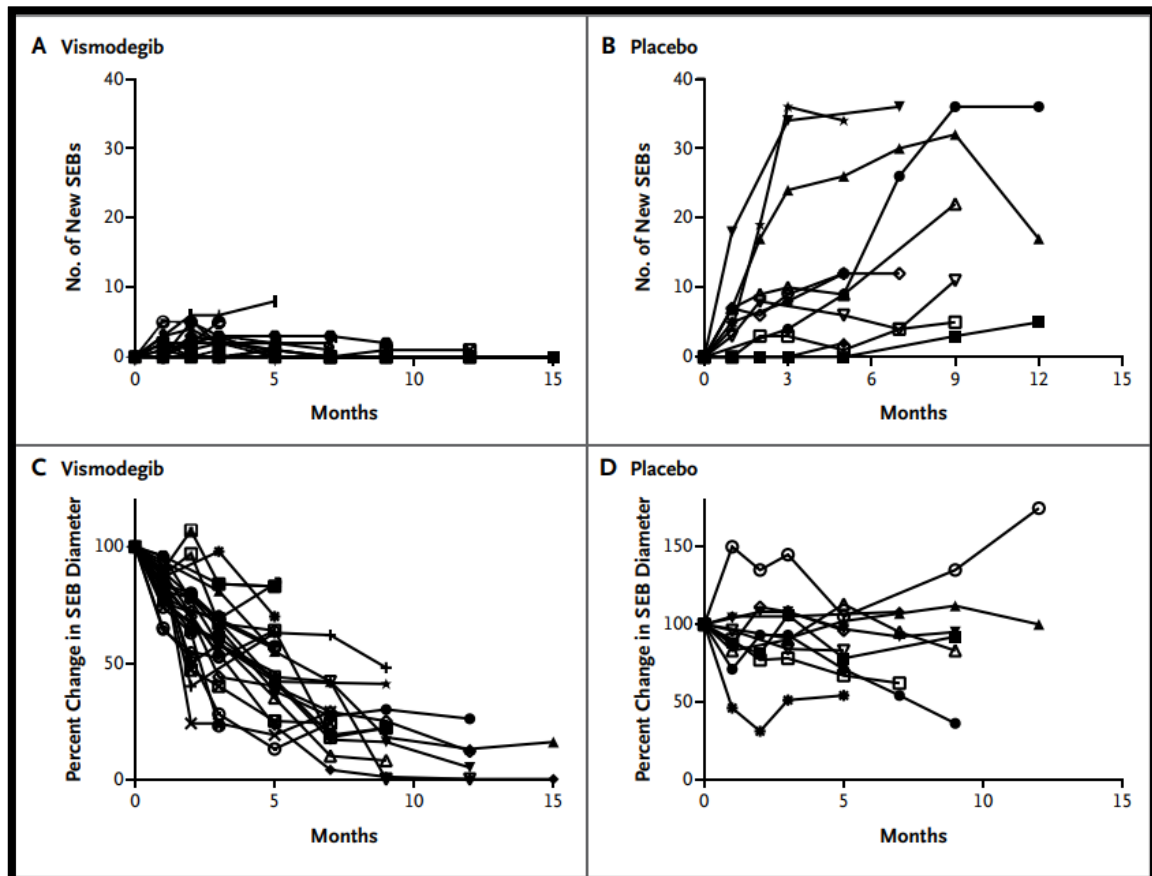 A Vismodegib
No. of New SEBs
40
30
20
10
0
0 5 10 15
Months
B Placebo
No. of New SEBs
40
30
20
10
0
0 3 6 9 12 15
Months
C Vismodegib
Percent Change in SEB Diameter
100
50
0
0 5 10 15
Months
D Placebo
Percent Change in SEB Diameter
150
100
50
0
0 5 10 15
Months